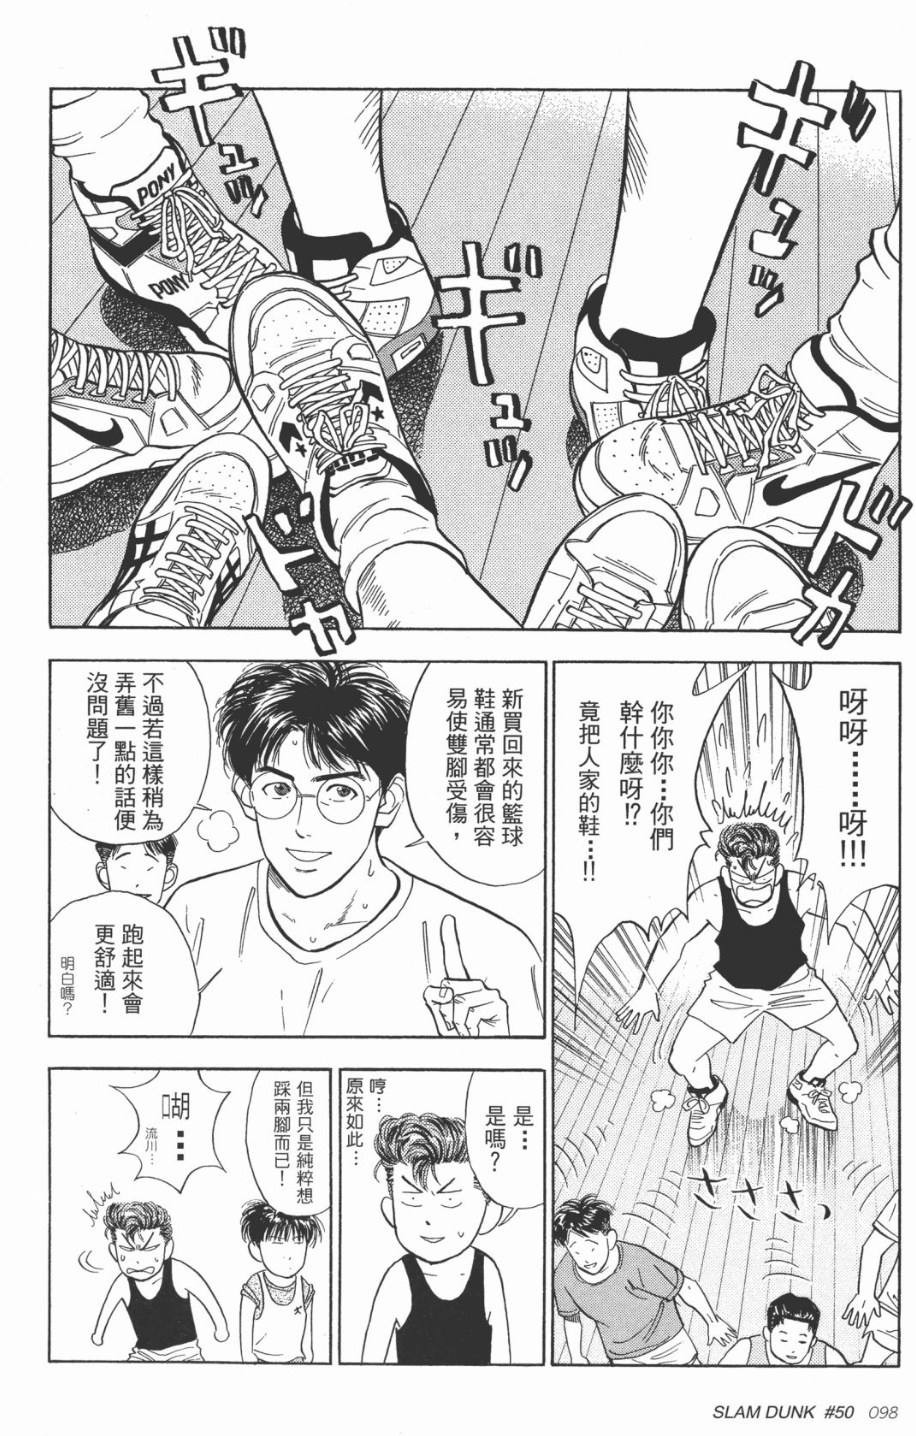 ギュッ
ギュッ
ギュッ
PONY
PONY
ドカ
ドカ
呀呀……呀!!!
你你你…你們
幹什麼呀!?
竟把人家的鞋…!!
ささささっ
新買回來的籃球
鞋通常都會很容
易使雙腳受傷，
不過若這樣稍為
弄舊一點的話便
沒問題了！
跑起來會
更舒適！
明白嗎？
是…
是嗎？
哼…
原來如此…
但我只是純粹想
踩兩腳而已！
咽…
流川…
SLAM DUNK #50 098